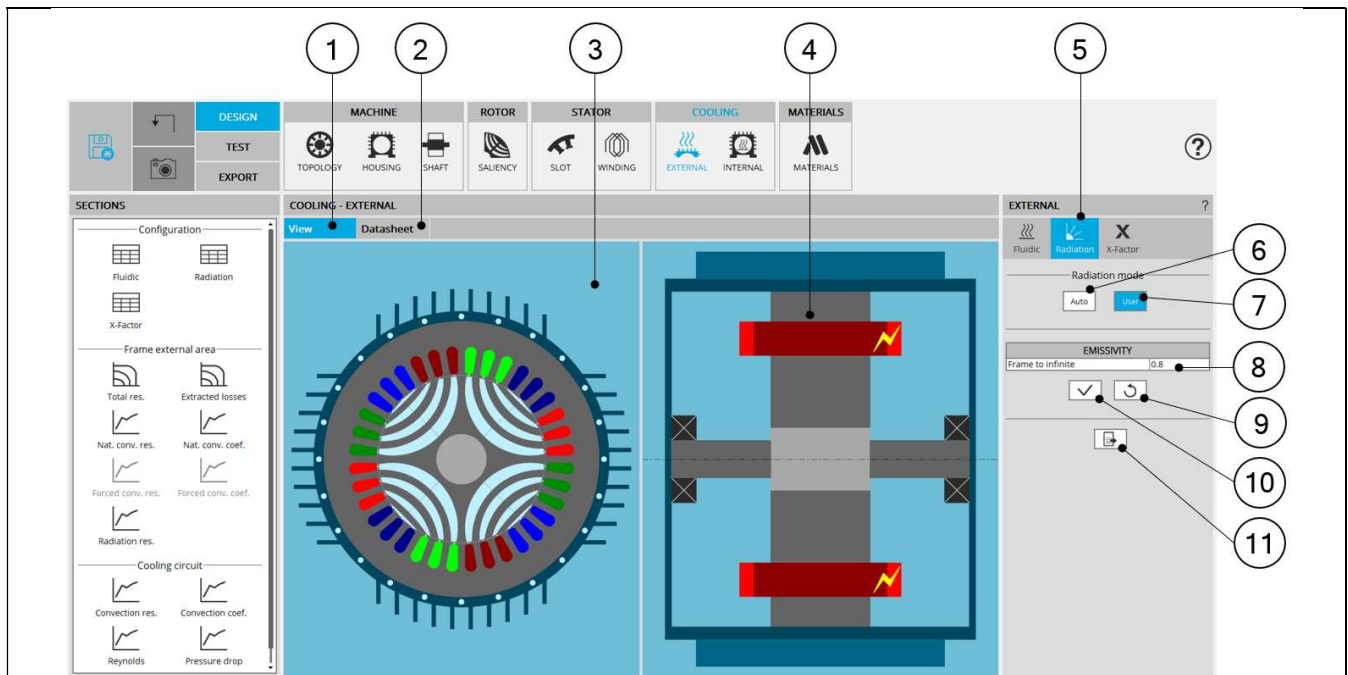 1 2 3 4 5
DESIGN MACHINE ROTOR STATOR COOLING MATERIALS
TEST
EXPORT TOPOLOGY HOUSING SHAFT SALIENCY SLOT WINDING EXTERNAL INTERNAL MATERIALS
?
SECTIONS COOLING - EXTERNAL EXTERNAL ?
View Datasheet
Configuration
Fluidic Radiation
X-Factor
Frame external area
Total res. Extracted losses
Nat. conv. res. Nat. conv. coef.
Forced conv. res. Forced conv. coef.
Radiation res.
Cooling circuit
Convection res. Convection coef.
Reynolds Pressure drop
X
Fluidic Radiation X-Factor
6
Radiation mode
Auto User
7
EMISSIVITY
Frame to infinite 0.8
8
9
10
11